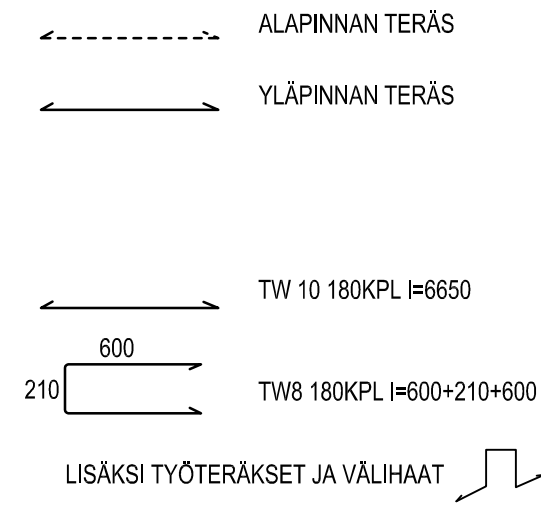 ALAPINNAN TERÄS
YLÄPINNAN TERÄS
TW 10 180KPL l=6650
600
210
TW8 180KPL l=600+210+600
LISÄKSI TYÖTERÄKSET JA VÄLIHAAT